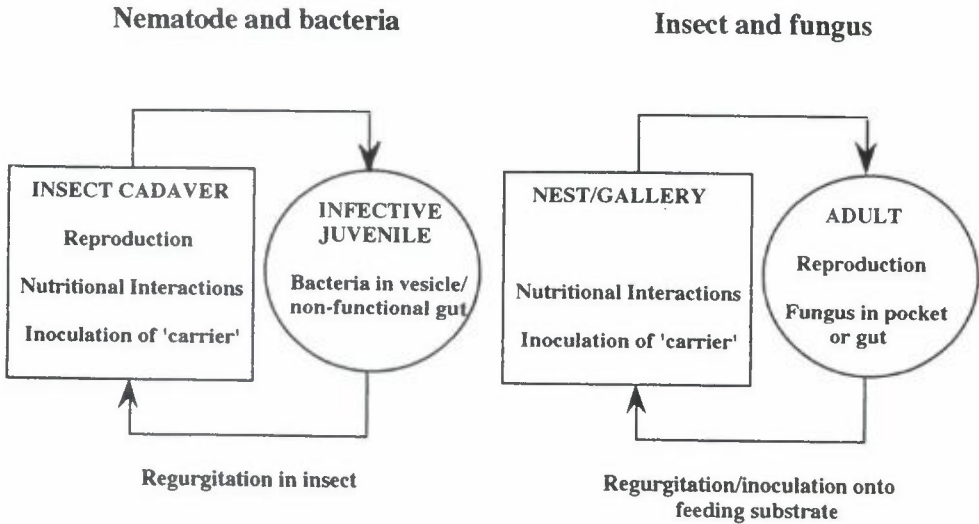 Nematode and bacteria
INSECT CADAVER
Reproduction
Nutritional Interactions
Inoculation of 'carrier'
INFECTIVE
JUVENILE
Bacteria in vesicle/
non-functional gut
Regurgitation in insect
Insect and fungus
NEST/GALLERY
Nutritional Interactions
Inoculation of 'carrier'
ADULT
Reproduction
Fungus in pocket
or gut
Regurgitation/inoculation onto
feeding substrate